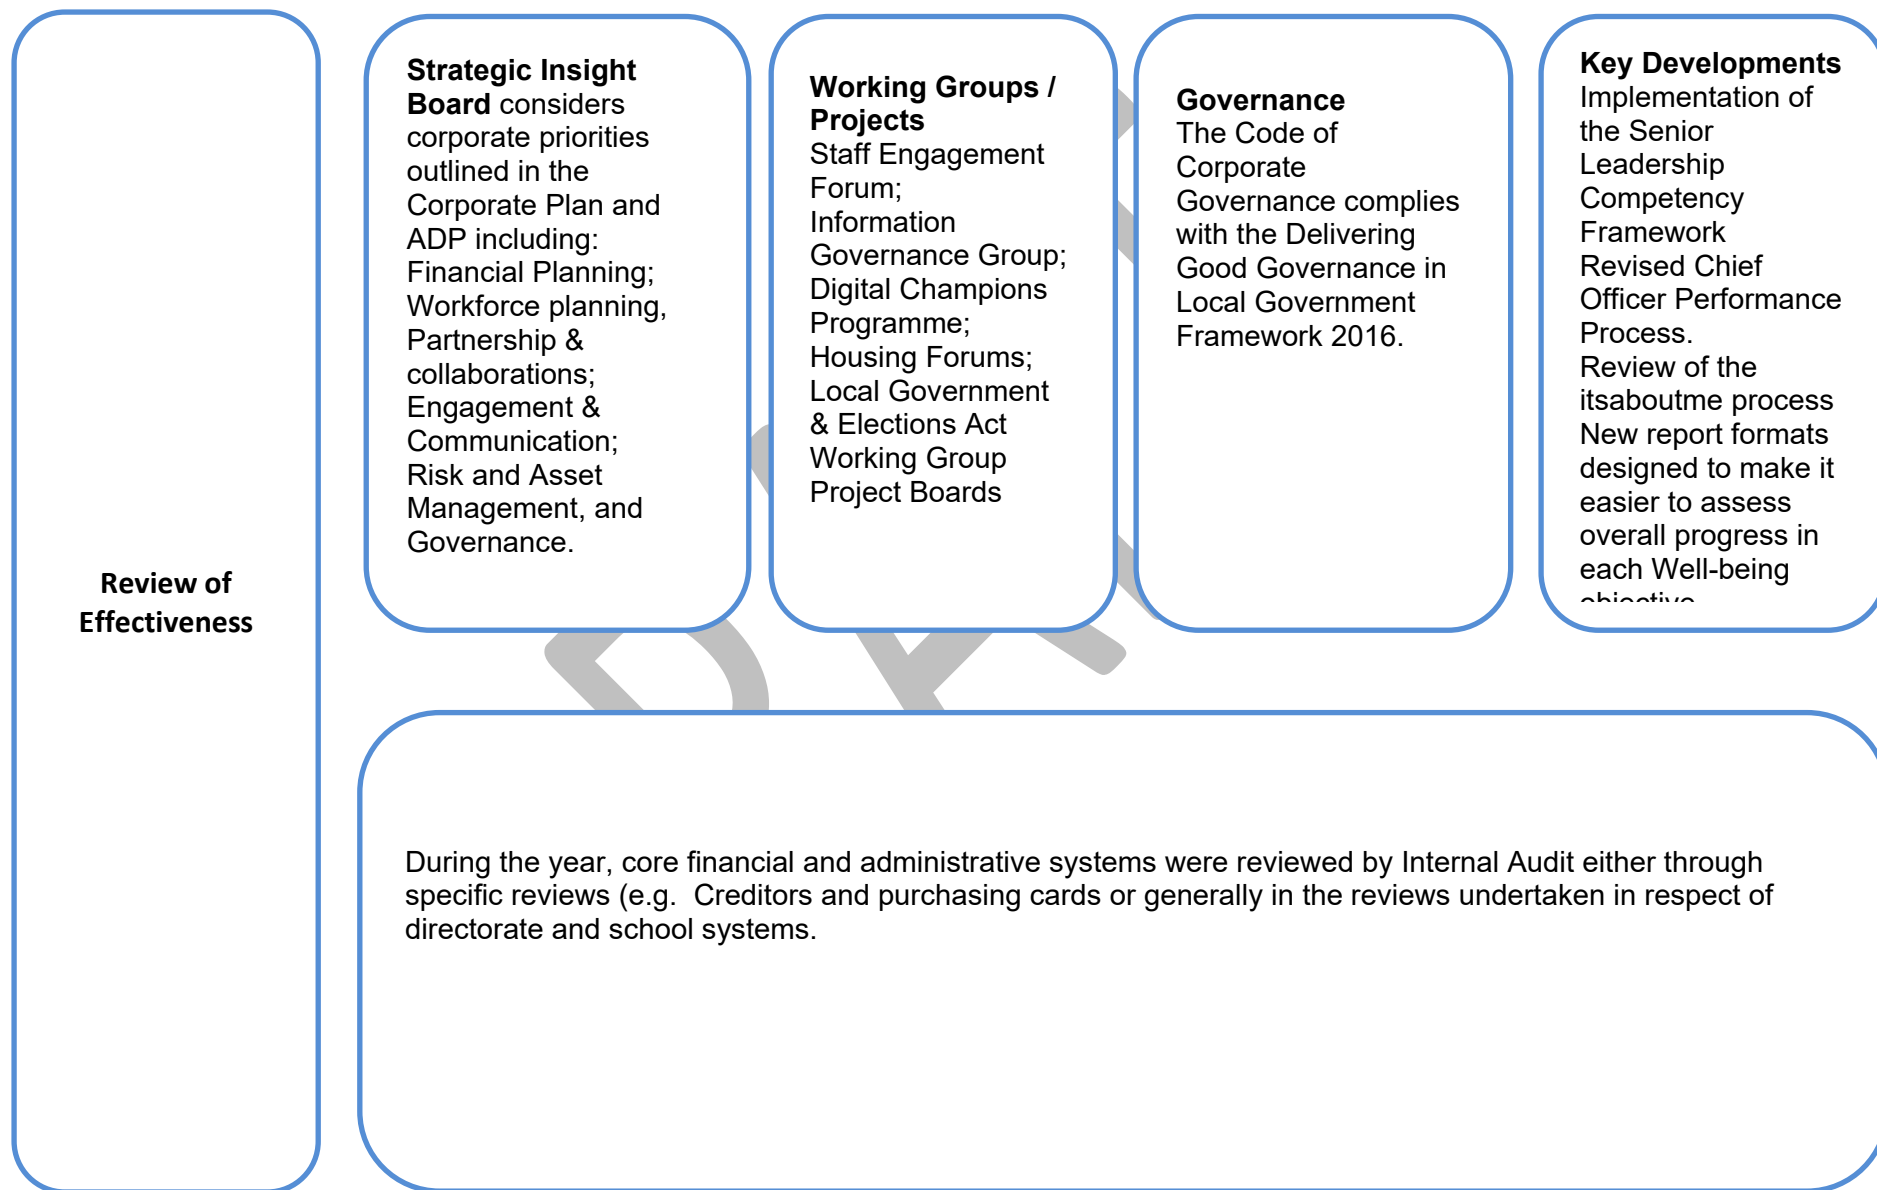 Review of
Effectiveness
Strategic Insight
Board considers
corporate priorities
outlined in the
Corporate Plan and
ADP including:
Financial Planning;
Workforce planning,
Partnership &
collaborations;
Engagement &
Communication;
Risk and Asset
Management, and
Governance.
Working Groups /
Projects
Staff Engagement
Forum;
Information
Governance Group;
Digital Champions
Programme;
Housing Forums;
Local Government
& Elections Act
Working Group
Project Boards
Governance
The Code of
Corporate
Governance complies
with the Delivering
Good Governance in
Local Government
Framework 2016.
Key Developments
Implementation of
the Senior
Leadership
Competency
Framework
Revised Chief
Officer Performance
Process.
Review of the
itsaboutme process
New report formats
designed to make it
easier to assess
overall progress in
each Well-being
During the year, core financial and administrative systems were reviewed by Internal Audit either through
specific reviews (e.g.  Creditors and purchasing cards or generally in the reviews undertaken in respect of
directorate and school systems.